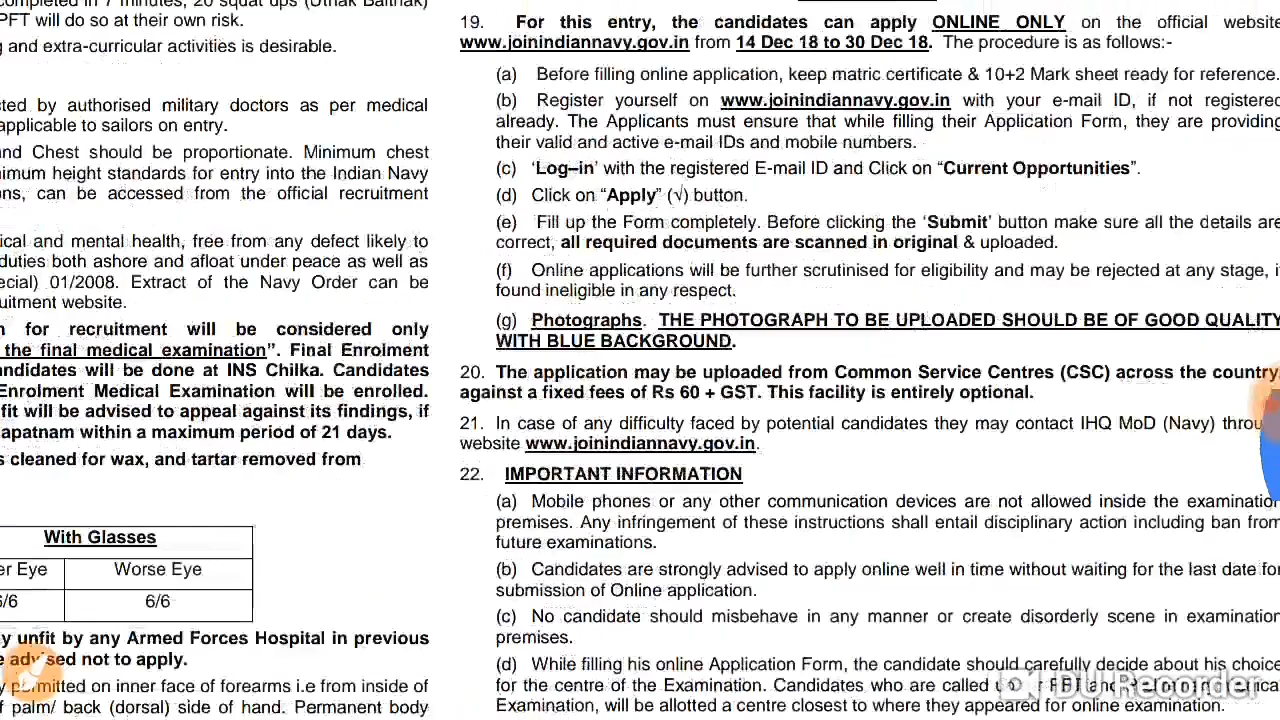 completed in 7 minutes, 20 squat ups (Uthak Baithak)
PFT will do so at their own risk.
g and extra-curricular activities is desirable.
cted by authorised military doctors as per medical
applicable to sailors on entry.
and Chest should be proportionate. Minimum chest
nimum height standards for entry into the Indian Navy
ons, can be accessed from the official recruitment
ical and mental health, free from any defect likely to
duties both ashore and afloat under peace as well as
ecial) 01/2008. Extract of the Navy Order can be
uitment website.
n for recruitment will be considered only
the final medical examination”. Final Enrolment
andidates will be done at INS Chilka. Candidates
Enrolment Medical Examination will be enrolled.
fit will be advised to appeal against its findings, if
apatnam within a maximum period of 21 days.
s cleaned for wax, and tartar removed from
With Glasses
er Eye Worse Eye
6/6 6/6
y unfit by any Armed Forces Hospital in previous
e advised not to apply.
y permitted on inner face of forearms i.e from inside of
f palm/ back (dorsal) side of hand. Permanent body
19. For this entry, the candidates can apply ONLINE ONLY on the official website
www.joinindiannavy.gov.in from 14 Dec 18 to 30 Dec 18. The procedure is as follows:-
(a) Before filling online application, keep matric certificate & 10+2 Mark sheet ready for reference.
(b) Register yourself on www.joinindiannavy.gov.in with your e-mail ID, if not registered
already. The Applicants must ensure that while filling their Application Form, they are providing
their valid and active e-mail IDs and mobile numbers.
(c) ‘Log–in’ with the registered E-mail ID and Click on “Current Opportunities”.
(d) Click on “Apply” (√) button.
(e) Fill up the Form completely. Before clicking the ‘Submit’ button make sure all the details are
correct, all required documents are scanned in original & uploaded.
(f) Online applications will be further scrutinised for eligibility and may be rejected at any stage, if
found ineligible in any respect.
(g) Photographs. THE PHOTOGRAPH TO BE UPLOADED SHOULD BE OF GOOD QUALITY
WITH BLUE BACKGROUND.
20. The application may be uploaded from Common Service Centres (CSC) across the country,
against a fixed fees of Rs 60 + GST. This facility is entirely optional.
21. In case of any difficulty faced by potential candidates they may contact IHQ MoD (Navy) throu
website www.joinindiannavy.gov.in.
22. IMPORTANT INFORMATION
(a) Mobile phones or any other communication devices are not allowed inside the examination
premises. Any infringement of these instructions shall entail disciplinary action including ban from
future examinations.
(b) Candidates are strongly advised to apply online well in time without waiting for the last date for
submission of Online application.
(c) No candidate should misbehave in any manner or create disorderly scene in examination
premises.
(d) While filling his online Application Form, the candidate should carefully decide about his choice
for the centre of the Examination. Candidates who are called
Examination, will be allotted a centre closest to where they appeared for online examination.
DU Recorder